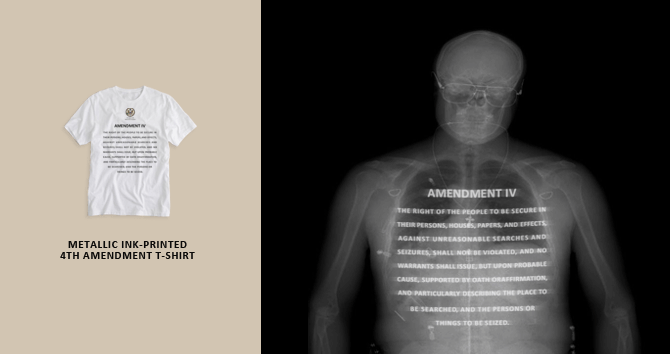 AMENDMENT IV
METALLIC INK-PRINTED
4TH AMENDMENT T-SHIRT
AMENDMENT IV
THE RIGHT OF THE PEOPLE TO BE SECURE IN
THEIR PERSONS, HOUSES, PAPERS, AND EFFECTS,
AGAINST UNREASONABLE SEARCHES AND
SEIZURES, SHALL NOT BE VIOLATED, AND NO
WARRANTS SHALL ISSUE, BUT UPON PROBABLE
CAUSE, SUPPORTED BY OATH OR AFFIRMATION,
AND PARTICULARLY DESCRIBING THE PLACE TO
BE SEARCHED, AND THE PERSONS OR
THINGS TO BE SEIZED.